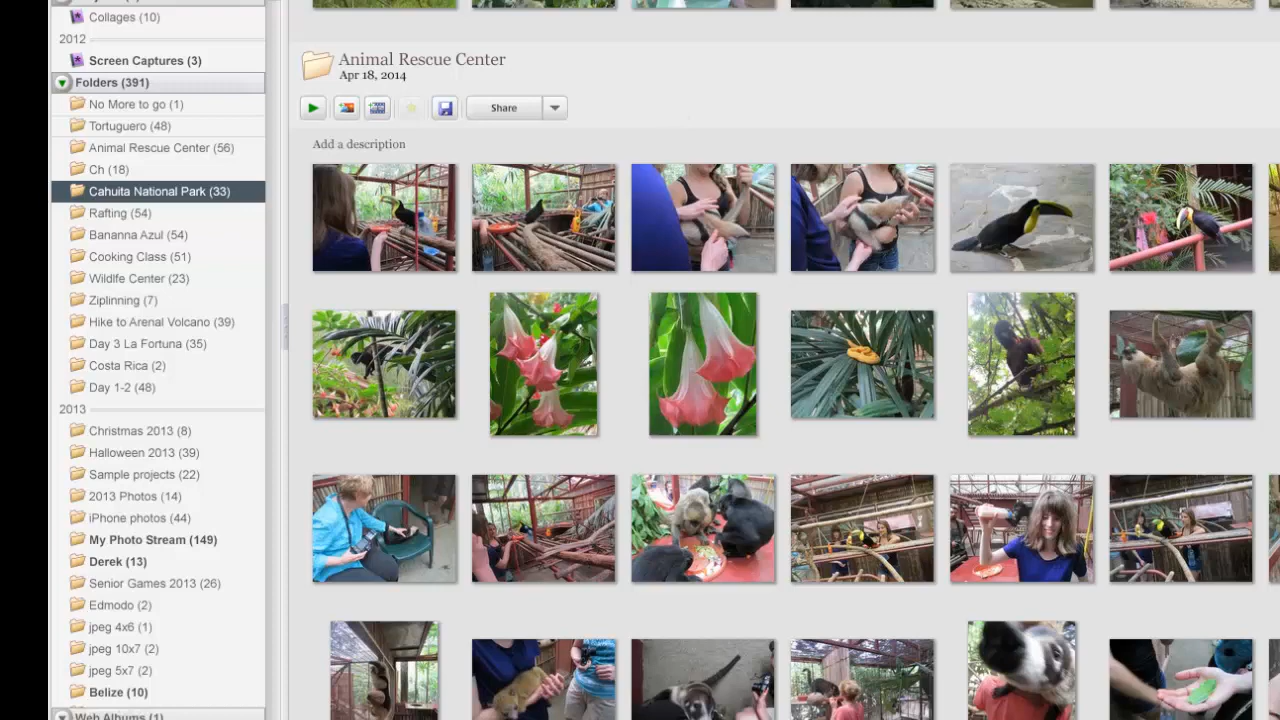 Collages (10)
2012
Screen Captures (3)
Folders (391)
No More to go (1)
Tortuguero (48)
Animal Rescue Center (56)
Ch (18)
Cahuita National Park (33)
Rafting (54)
Bananna Azul (54)
Cooking Class (51)
Wildlfe Center (23)
Ziplinning (7)
Hike to Arenal Volcano (39)
Day 3 La Fortuna (35)
Costa Rica (2)
Day 1-2 (48)
2013
Christmas 2013 (8)
Halloween 2013 (39)
Sample projects (22)
2013 Photos (14)
iPhone photos (44)
My Photo Stream (149)
Derek (13)
Senior Games 2013 (26)
Edmodo (2)
jpeg 4x6 (1)
jpeg 10x7 (2)
jpeg 5x7 (2)
Belize (10)
Web Albums (1)
Animal Rescue Center
Apr 18, 2014
Share
Add a description